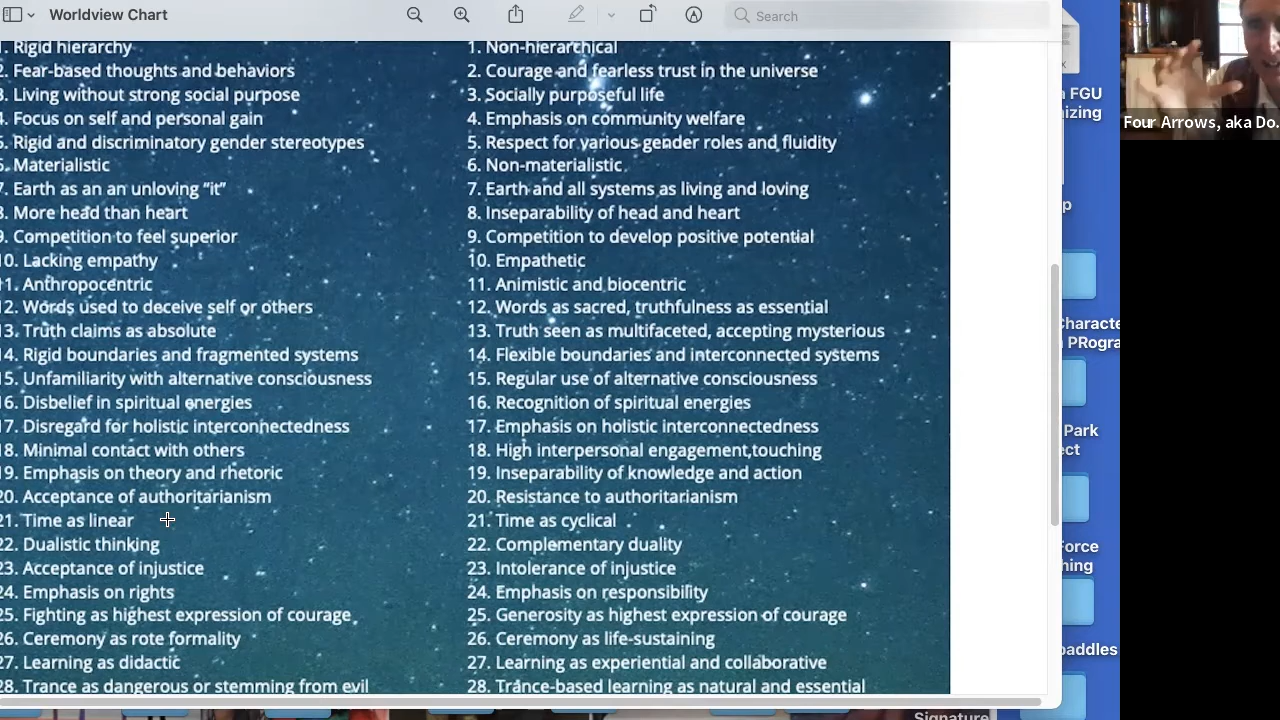 Worldview Chart
Search
1. Rigid hierarchy
2. Fear-based thoughts and behaviors
3. Living without strong social purpose
4. Focus on self and personal gain
5. Rigid and discriminatory gender stereotypes
6. Materialistic
7. Earth as an an unloving “it”
8. More head than heart
9. Competition to feel superior
10. Lacking empathy
11. Anthropocentric
12. Words used to deceive self or others
13. Truth claims as absolute
14. Rigid boundaries and fragmented systems
15. Unfamiliarity with alternative consciousness
16. Disbelief in spiritual energies
17. Disregard for holistic interconnectedness
18. Minimal contact with others
19. Emphasis on theory and rhetoric
20. Acceptance of authoritarianism
21. Time as linear
22. Dualistic thinking
23. Acceptance of injustice
24. Emphasis on rights
25. Fighting as highest expression of courage
26. Ceremony as rote formality
27. Learning as didactic
28. Trance as dangerous or stemming from evil
1. Non-hierarchical
2. Courage and fearless trust in the universe
3. Socially purposeful life
4. Emphasis on community welfare
5. Respect for various gender roles and fluidity
6. Non-materialistic
7. Earth and all systems as living and loving
8. Inseparability of head and heart
9. Competition to develop positive potential
10. Empathetic
11. Animistic and biocentric
12. Words as sacred, truthfulness as essential
13. Truth seen as multifaceted, accepting mysterious
14. Flexible boundaries and interconnected systems
15. Regular use of alternative consciousness
16. Recognition of spiritual energies
17. Emphasis on holistic interconnectedness
18. High interpersonal engagement,touching
19. Inseparability of knowledge and action
20. Resistance to authoritarianism
21. Time as cyclical
22. Complementary duality
23. Intolerance of injustice
24. Emphasis on responsibility
25. Generosity as highest expression of courage
26. Ceremony as life-sustaining
27. Learning as experiential and collaborative
28. Trance-based learning as natural and essential
FGU
izing
p
Characte
PRogra
Park
ect
Force
hing
paddles
Signature
Four Arrows, aka Do.